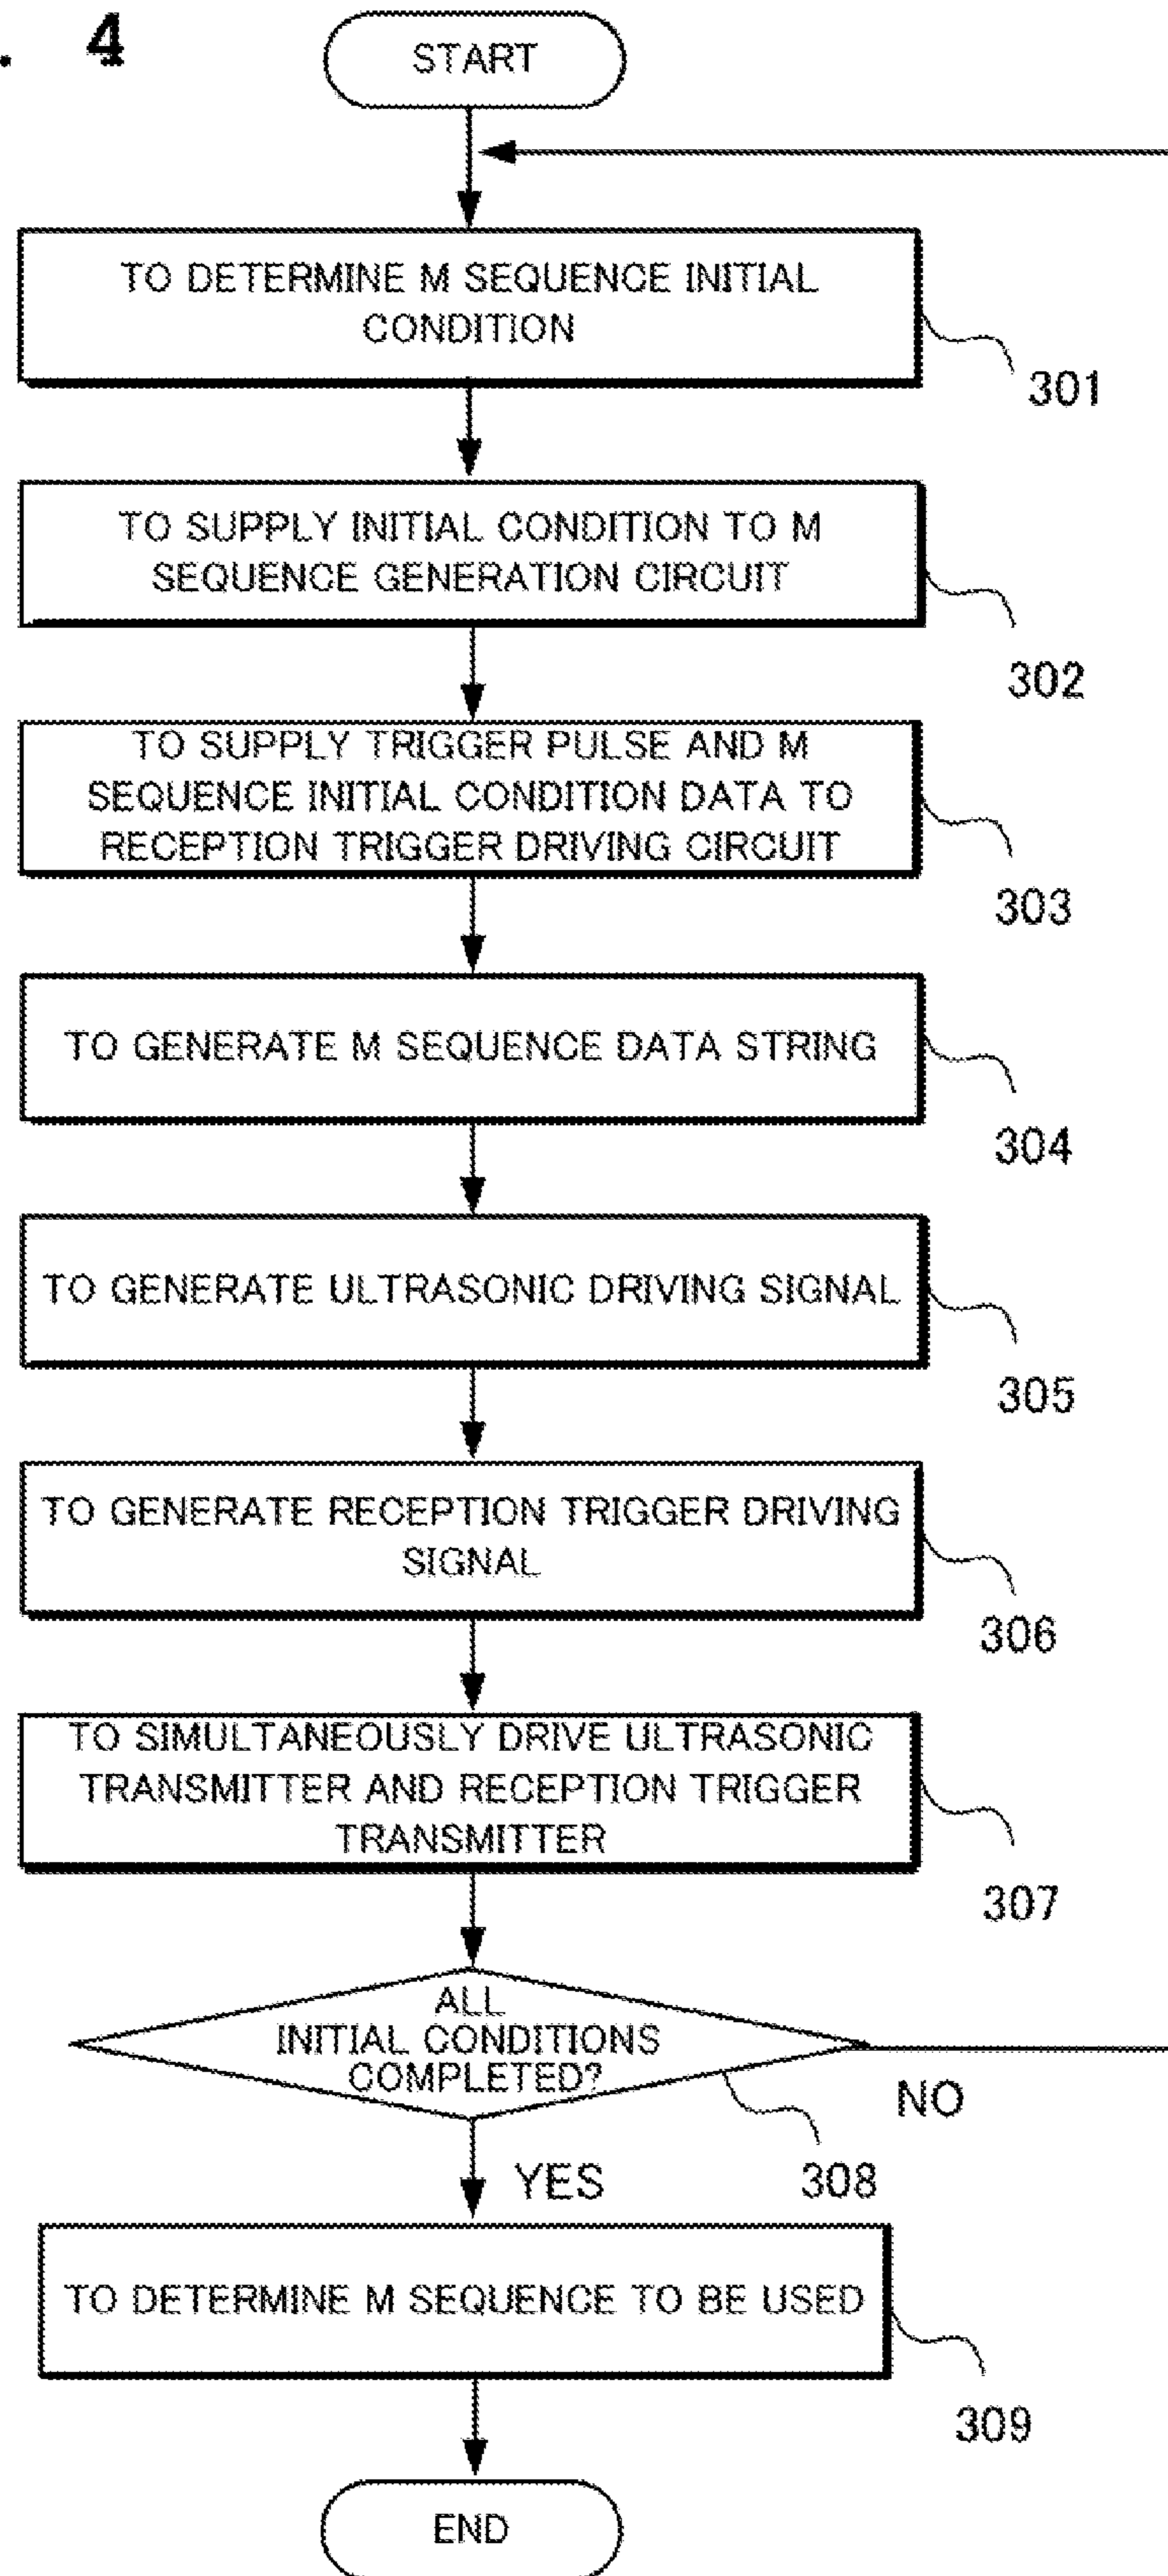 . 4
START
TO DETERMINE M SEQUENCE INITIAL
CONDITION
301
TO SUPPLY INITIAL CONDITION TO M
SEQUENCE GENERATION CIRCUIT
302
TO SUPPLY TRIGGER PULSE AND M
SEQUENCE INITIAL CONDITION DATA TO
RECEPTION TRIGGER DRIVING CIRCUIT
303
TO GENERATE M SEQUENCE DATA STRING
304
TO GENERATE ULTRASONIC DRIVING SIGNAL
305
TO GENERATE RECEPTION TRIGGER DRIVING
SIGNAL
306
TO SIMULTANEOUSLY DRIVE ULTRASONIC
TRANSMITTER AND RECEPTION TRIGGER
TRANSMITTER
307
ALL
INITIAL CONDITIONS
COMPLETED?
NO
308
YES
TO DETERMINE M SEQUENCE TO BE USED
309
END